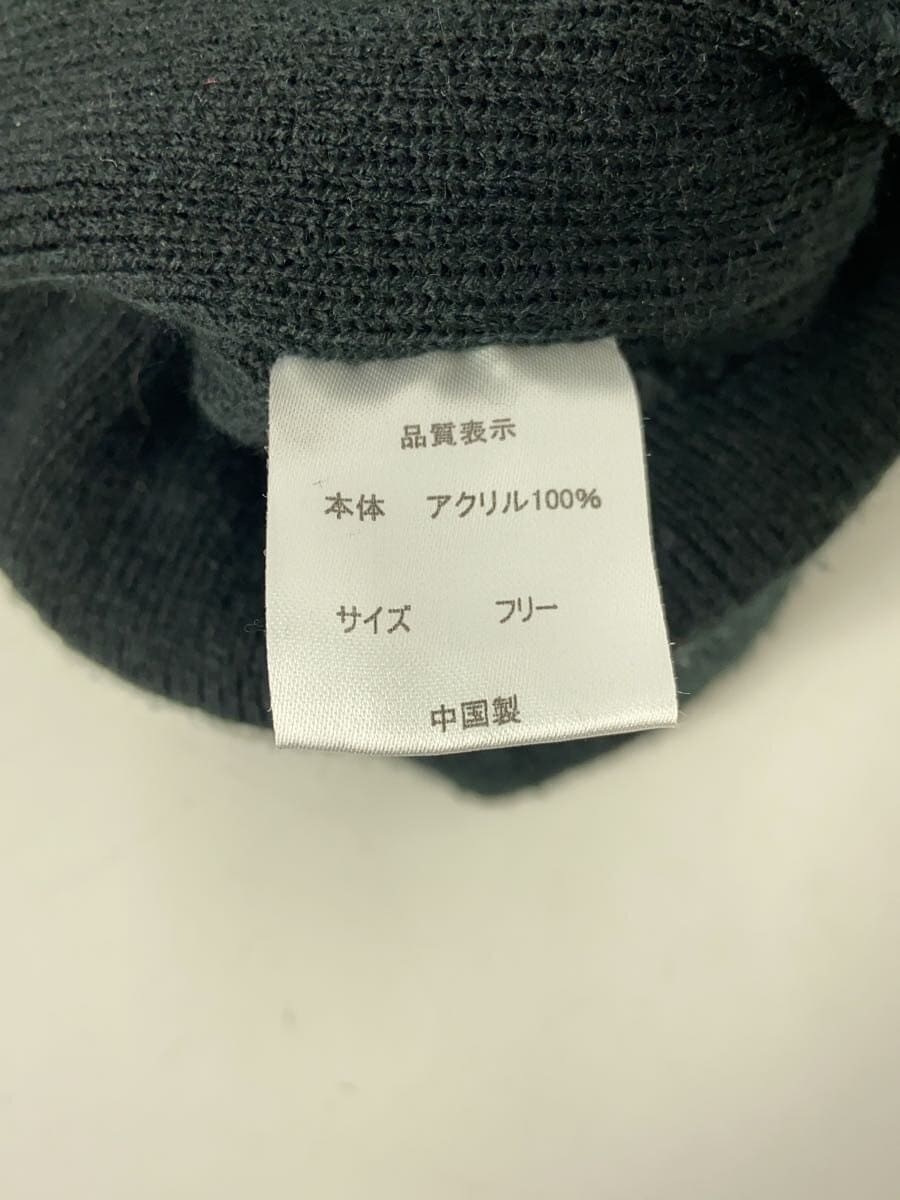 品質表示
本体 アクリル100%
サイズ フリー
中国製